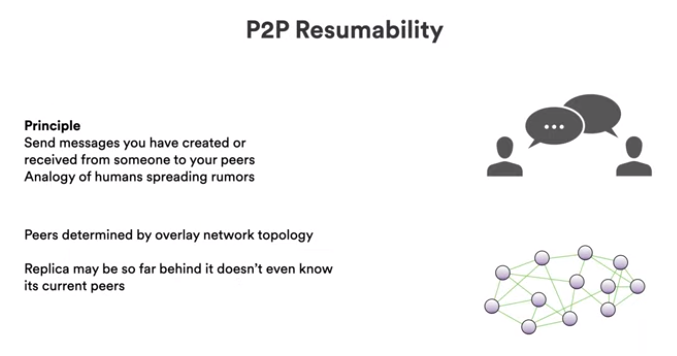 P2P Resumability
Principle
Send messages you have created or
received from someone to your peers
Analogy of humans spreading rumors
Peers determined by overlay network topology
Replica may be so far behind it doesn't even know
its current peers